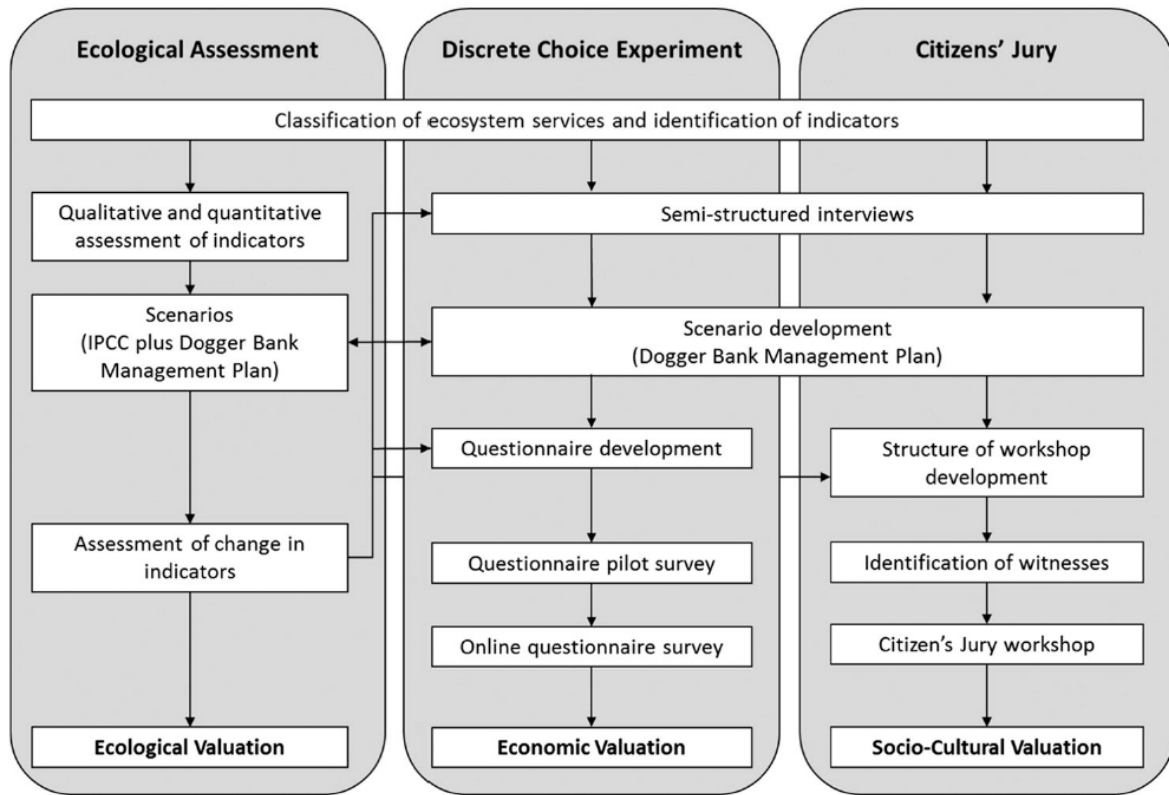 Ecological Assessment
Discrete Choice Experiment
Citizens’ Jury
Classification of ecosystem services and identification of indicators
Qualitative and quantitative
assessment of indicators
Semi-structured interviews
Scenarios
(IPCC plus Dogger Bank
Management Plan)
Scenario development
(Dogger Bank Management Plan)
Questionnaire development
Structure of workshop
development
Assessment of change in
indicators
Questionnaire pilot survey
Identification of witnesses
Online questionnaire survey
Citizen’s Jury workshop
Ecological Valuation
Economic Valuation
Socio-Cultural Valuation